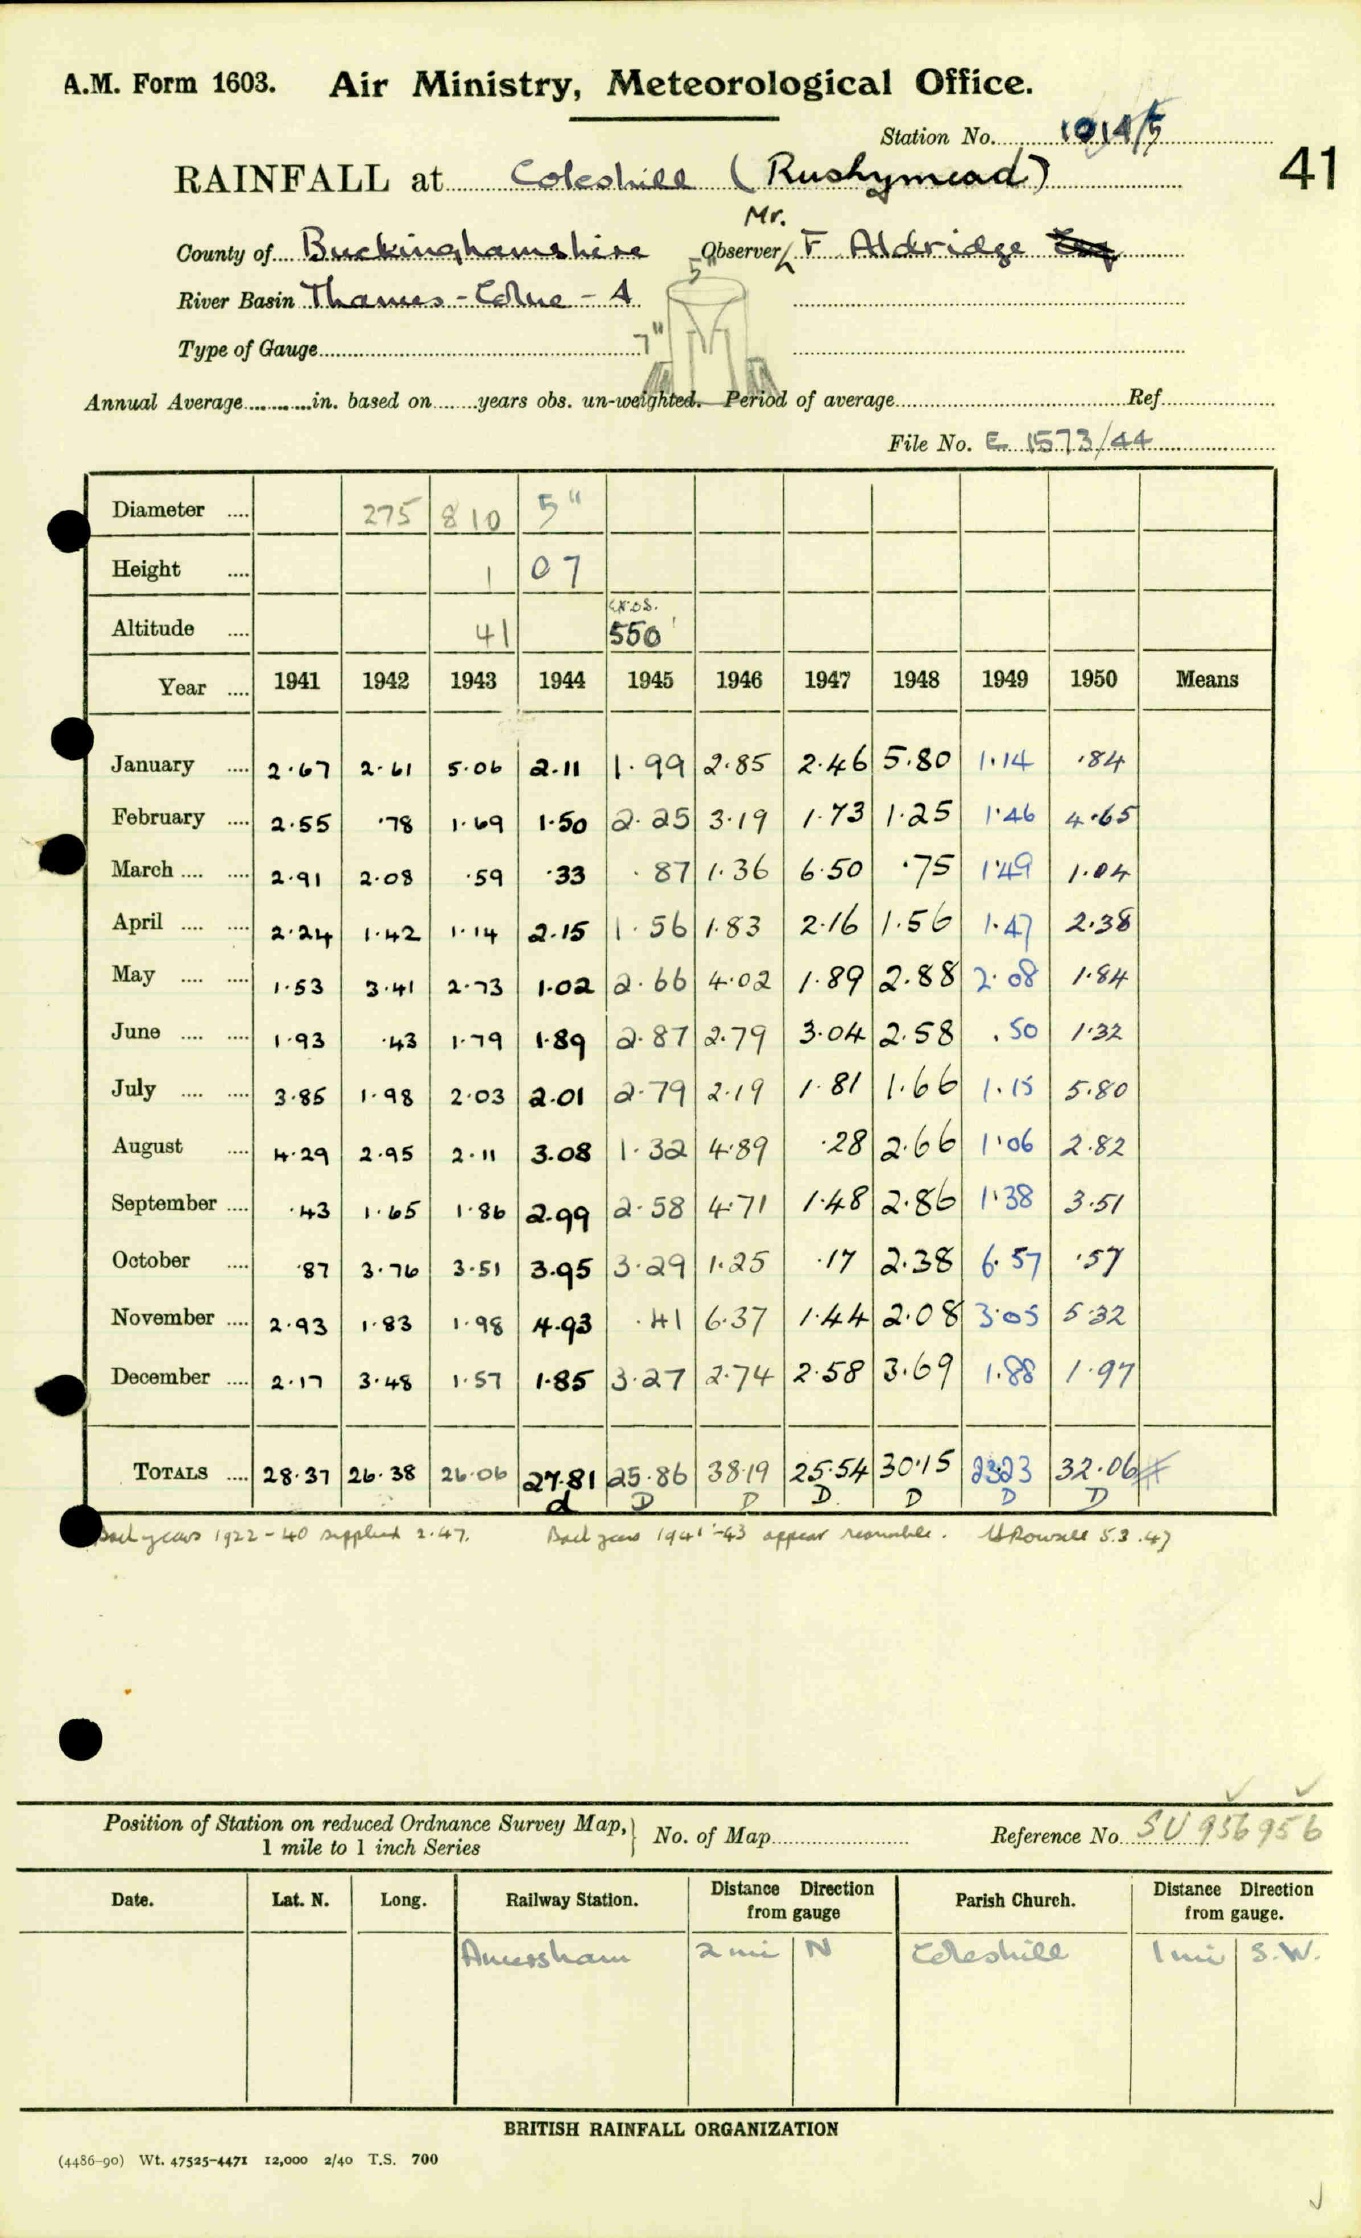 A.M. Form 1603. Air Ministry, Meteorological Office.
Station No. 1014/5
41
RAINFALL at Coleshill (Rushymead)
Mr.
County of Buckinghamshire Observer F Aldridge Esq
River Basin Thames - Colne - A
5"
Type of Gauge 7"
Annual Average in. based on years obs. un-weighted. Period of average Ref
File No. E 1573/44
Diameter .... 275 810 5"
Height .... 1 07
Altitude .... 41 550'
Year .... 1941 1942 1943 1944 1945 1946 1947 1948 1949 1950 Means
January .... 2.67 2.61 5.06 2.11 1.99 2.85 2.46 5.80 1.14 .84
February .... 2.55 .78 1.69 1.50 2.25 3.19 1.73 1.25 1.46 4.65
March .... .... 2.91 2.08 .59 .33 .87 1.36 6.50 .75 1.49 1.04
April .... .... 2.24 1.42 1.14 2.15 1.56 1.83 2.16 1.56 1.47 2.38
May .... .... 1.53 3.41 2.73 1.02 2.66 4.02 1.89 2.88 2.08 1.84
June .... .... 1.93 .43 1.79 1.89 2.87 2.79 3.04 2.58 .50 1.32
July .... .... 3.85 1.98 2.03 2.01 2.79 2.19 1.81 1.66 1.15 5.80
August .... 4.29 2.95 2.11 3.08 1.32 4.89 .28 2.66 1.06 2.82
September .... .43 1.65 1.86 2.99 2.58 4.71 1.48 2.86 1.38 3.51
October .... .87 3.76 3.51 3.95 3.29 1.25 .17 2.38 6.57 .57
November .... 2.93 1.83 1.98 4.93 .41 6.37 1.44 2.08 3.05 5.32
December .... 2.17 3.48 1.57 1.85 3.27 2.74 2.58 3.69 1.88 1.97
TOTALS .... 28.37 26.38 26.06 27.81 25.86 38.19 25.54 30.15 23.23 32.06
d D D D D D D
Back years 1922-40 supplied 2.47. Back years 1941-43 appear reasonable. Rowsell 5.3.47
Position of Station on reduced Ordnance Survey Map, 1 mile to 1 inch Series No. of Map Reference No SU 956956
Date. Lat. N. Long. Railway Station. Distance Direction from gauge Parish Church. Distance Direction from gauge.
Amersham 2 mi N Coleshill 1 mi S.W.
BRITISH RAINFALL ORGANIZATION
(4486-90) Wt. 47525-4471 12,000 2/40 T.S. 700